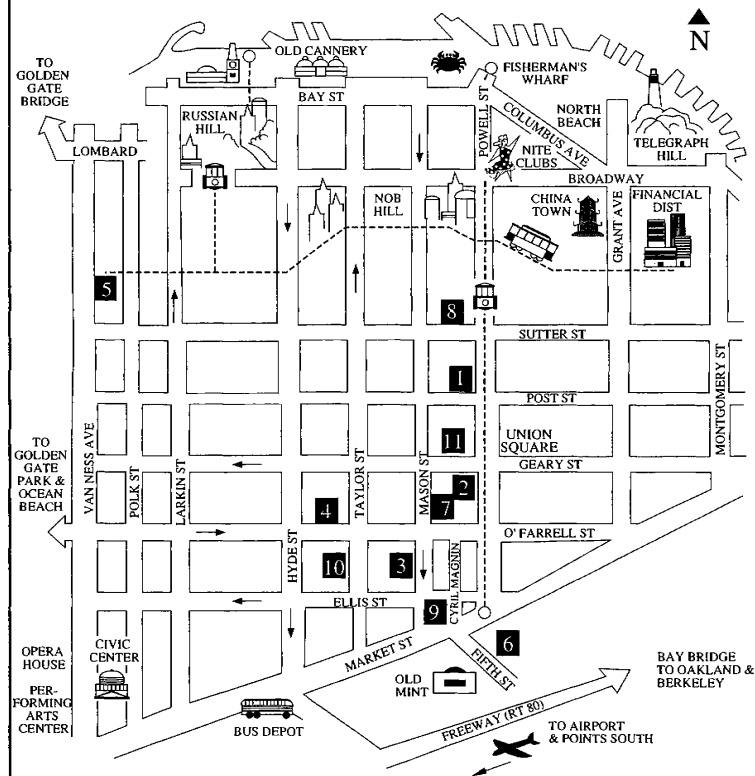 TO
GOLDEN
GATE
BRIDGE
OLD CANNERY
FISHERMAN'S
WHARF
N
BAY ST
RUSSIAN
HILL
POWELL ST
COLUMBUS AVE
NORTH
BEACH
TELEGRAPH
HILL
LOMBARD
NITE
CLUBS
BROADWAY
NOB
HILL
CHINA
TOWN
GRANT AVE
FINANCIAL
DIST
5
8
SUTTER ST
1
MONTGOMERY ST
POST ST
11
UNION
SQUARE
GEARY ST
TO
GOLDEN
GATE
PARK &
OCEAN
BEACH
VAN NESS AVE
POLK ST
LARKIN ST
TAYLOR ST
MASON ST
2
7
4
O' FARRELL ST
HYDE ST
10
3
CYRIL MAGNIN
ELLIS ST
9
6
MARKET ST
FIFTH ST
OPERA
HOUSE
CIVIC
CENTER
PER-
FORMING
ARTS
CENTER
OLD
MINT
BAY BRIDGE
TO OAKLAND &
BERKELEY
BUS DEPOT
FREEWAY (RT 80)
TO AIRPORT
& POINTS SOUTH